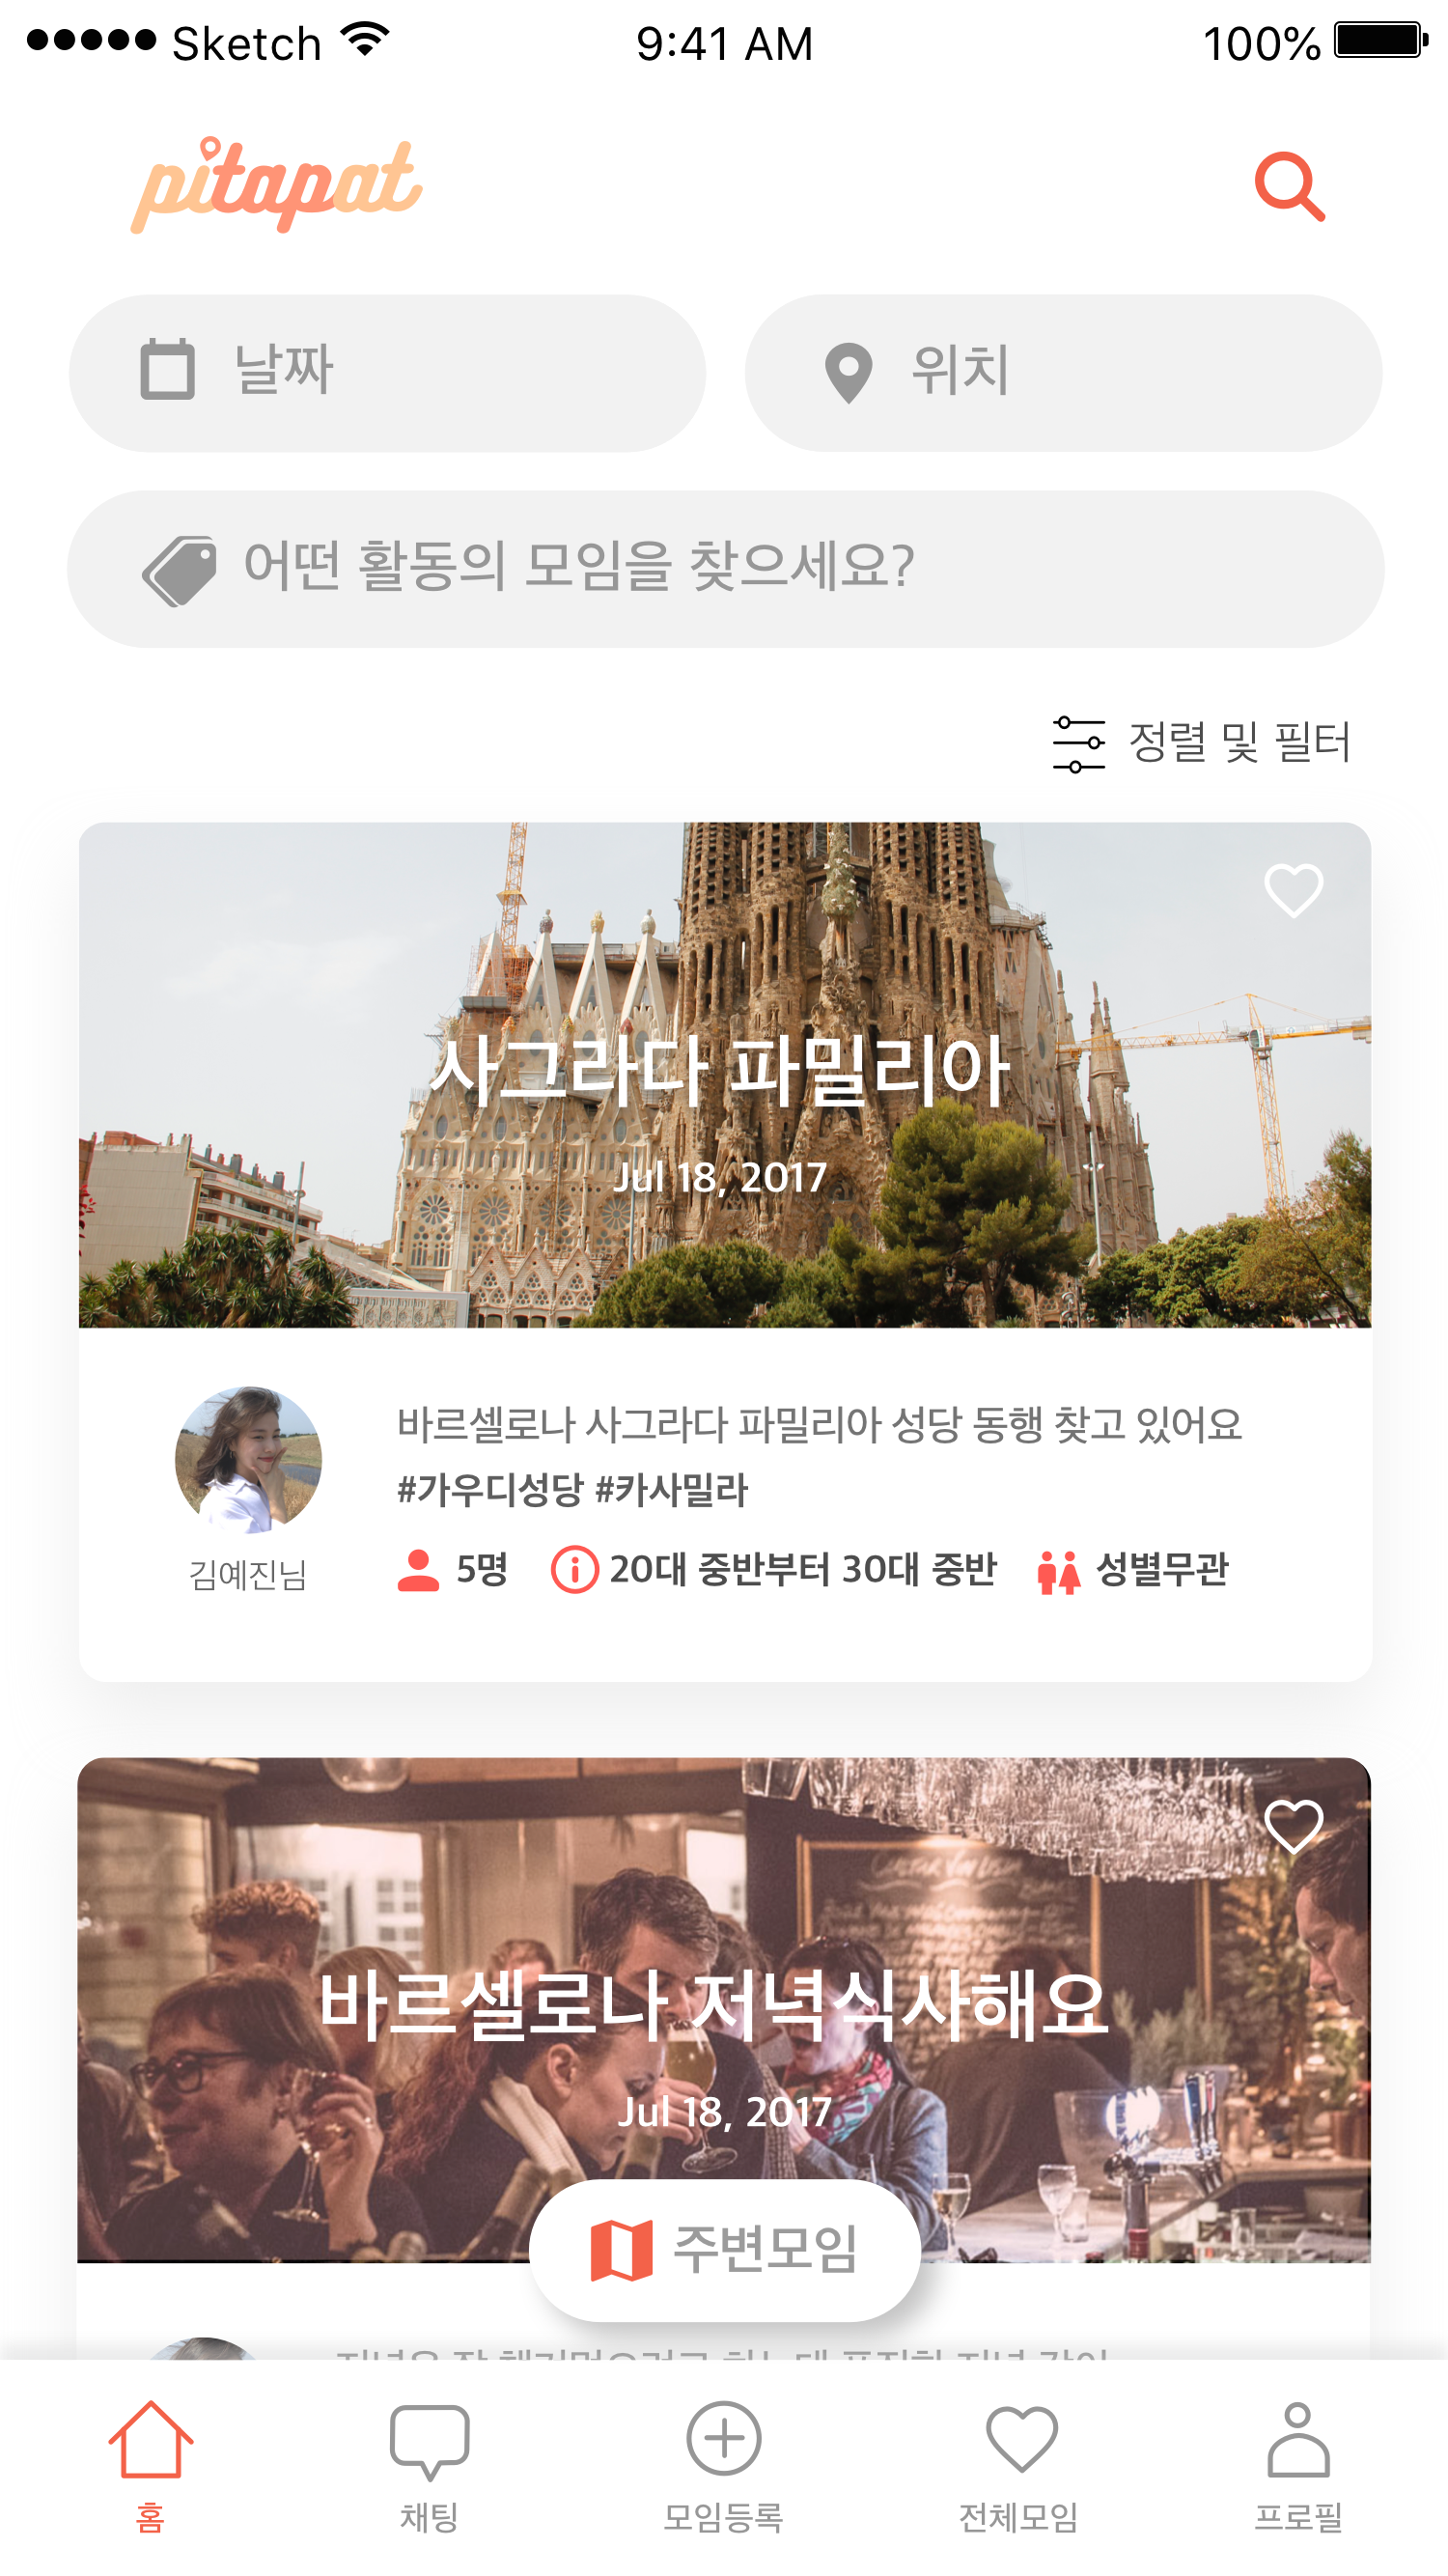 Sketch
9:41 AM
100%
pitapat
날짜
위치
어떤 활동의 모임을 찾으세요?
정렬 및 필터
사그라다 파밀리아
Jul 18, 2017
바르셀로나 사그라다 파밀리아 성당 동행 찾고 있어요
#가우디성당 #카사밀라
김예진님
5명
20대 중반부터 30대 중반
성별무관
바르셀로나 저녁식사해요
Jul 18, 2017
주변모임
홈
채팅
모임등록
전체모임
프로필